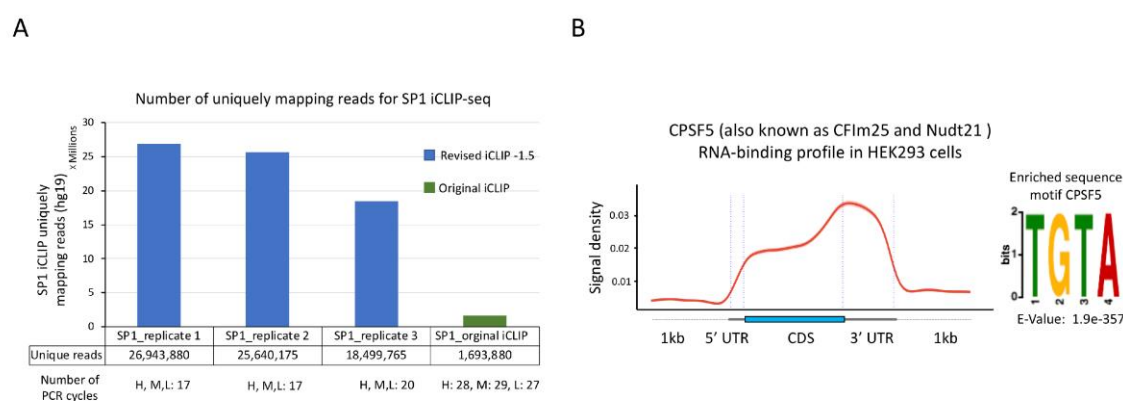 A
Number of uniquely mapping reads for SP1 iCLIP-seq
SP1 iCLIP uniquely
mapping reads (hg19)
x Millions
30
25
20
15
10
5
0
Revised iCLIP -1.5
Original iCLIP
SP1_replicate 1 SP1_replicate 2 SP1_replicate 3 SP1_orginal iCLIP
Unique reads 26,943,880 25,640,175 18,499,765 1,693,880
Number of
PCR cycles
H, M,L: 17 H, M,L: 17 H, M,L: 20 H: 28, M: 29, L: 27
B
CPSF5 (also known as CFIm25 and Nudt21 )
RNA-binding profile in HEK293 cells
Signal density
0.03
0.02
0.01
1kb 5' UTR CDS 3' UTR 1kb
Enriched sequence
motif CPSF5
bits
2
1
0
TGTA
1 2 3 4
E-Value: 1.9e-357